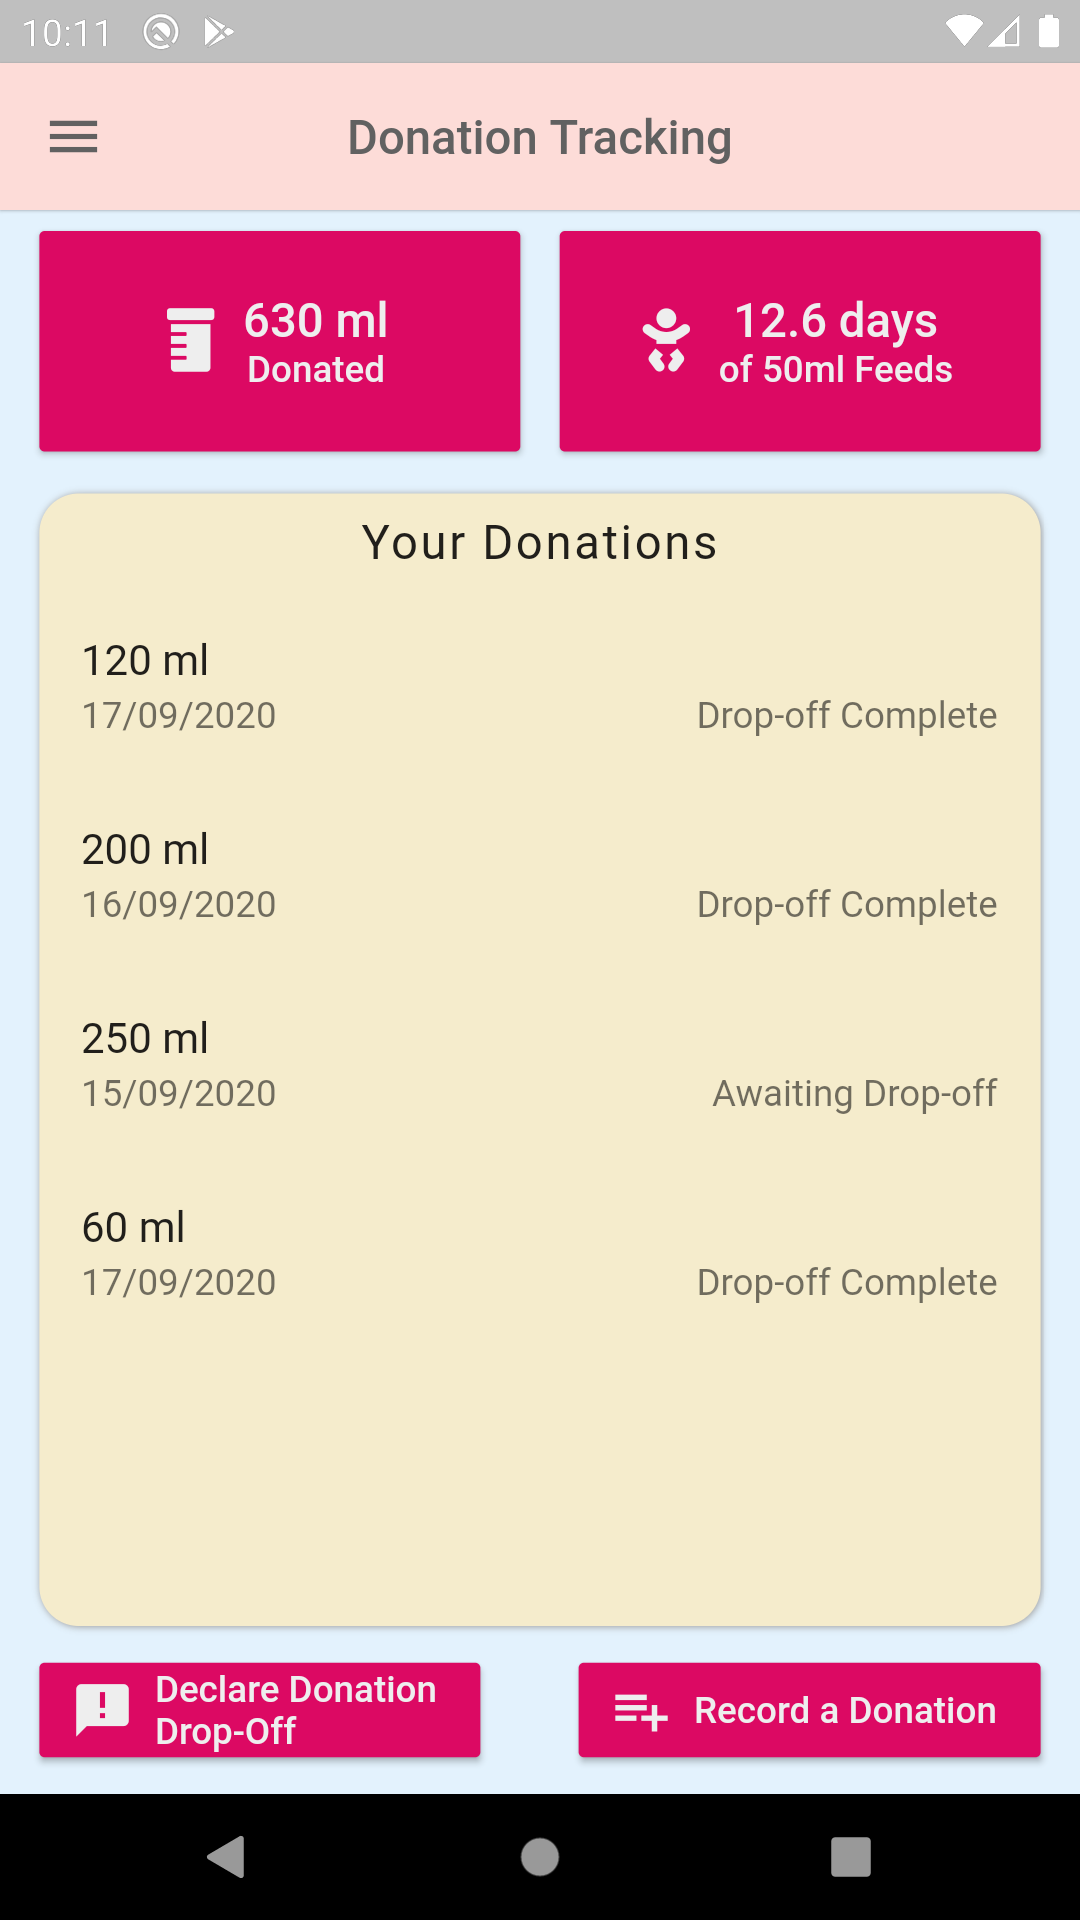 10:11
Donation Tracking
630 ml
Donated
12.6 days
of 50ml Feeds
Your Donations
120 ml
17/09/2020 Drop-off Complete
200 ml
16/09/2020 Drop-off Complete
250 ml
15/09/2020 Awaiting Drop-off
60 ml
17/09/2020 Drop-off Complete
Declare Donation
Drop-Off
Record a Donation